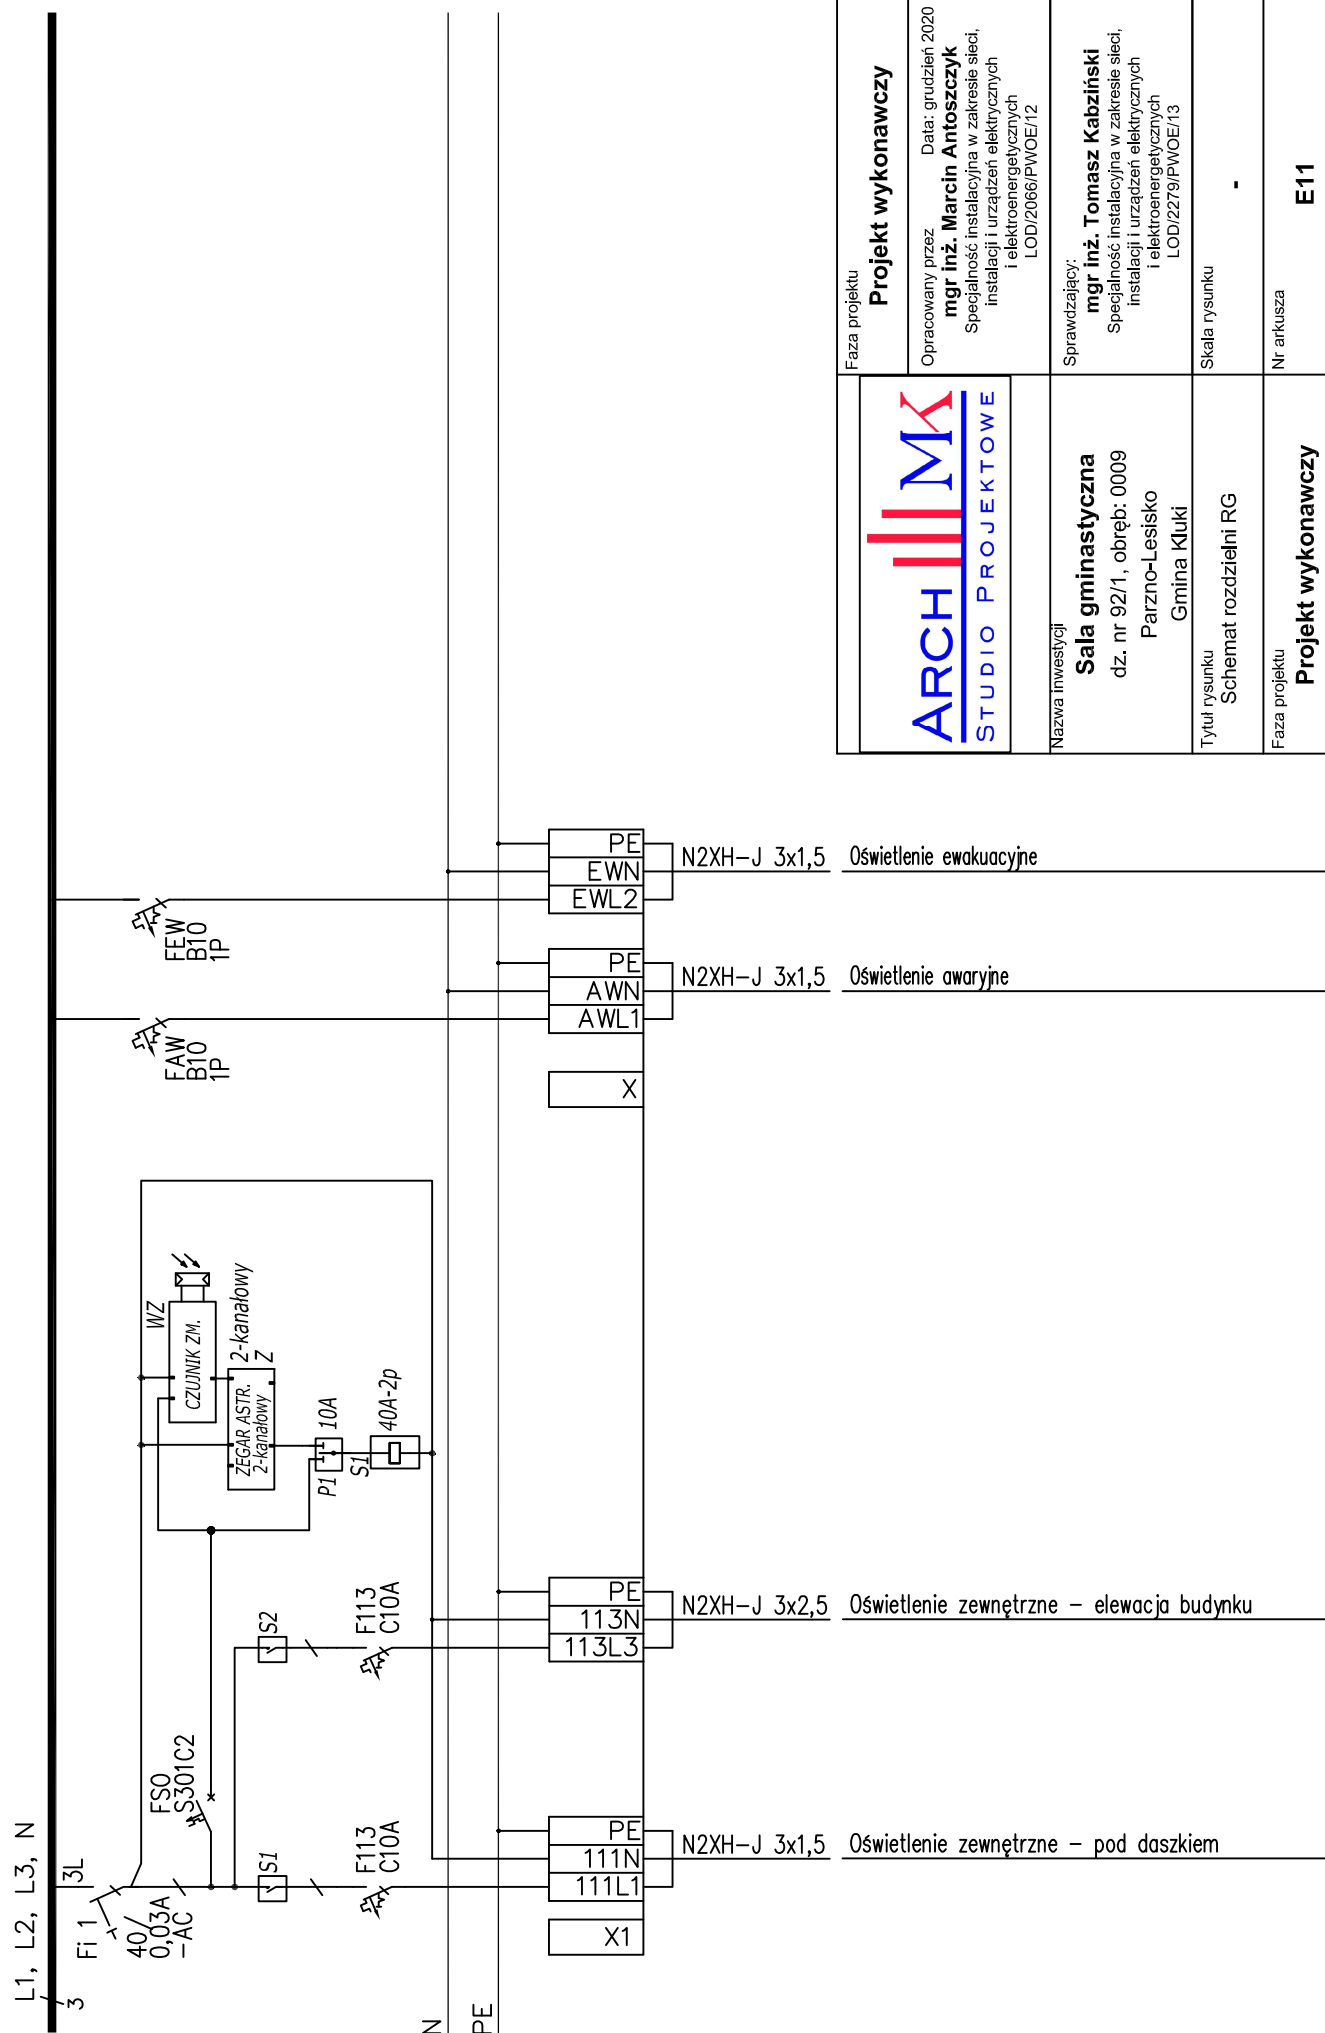 L1, L2, L3, N
3
3L
Fi 1
40/
0,03A
-AC
FSO
S301C2
S1
F113
C10A
S2
F113
C10A
WZ
CZUJNIK ZM.
2-kanałowy
Z
ZEGAR ASTR.
2-kanałowy
P1
10A
S1
40A-2p
FAW
B10
1P
FEW
B10
1P
N
PE
X1
111L1
111N
PE
N2XH-J 3x1,5
Oświetlenie zewnętrzne - pod daszkiem
113L3
113N
PE
N2XH-J 3x2,5
Oświetlenie zewnętrzne - elewacja budynku
X
AWL1
AWN
PE
N2XH-J 3x1,5
Oświetlenie awaryjne
EWL2
EWN
PE
N2XH-J 3x1,5
Oświetlenie ewakuacyjne
ARCH MK
STUDIO PROJEKTOWE
Faza projektu
Projekt wykonawczy
Opracowany przez
Data: grudzień 2020
mgr inż. Marcin Antoszczyk
Specjalność instalacyjna w zakresie sieci,
instalacji i urządzeń elektrycznych
i elektroenergetycznych
LOD/2066/PWOE/12
Nazwa inwestycji
Sala gminastyczna
dz. nr 92/1, obręb: 0009
Parzno-Lesisko
Gmina Kluki
Sprawdzający:
mgr inż. Tomasz Kabziński
Specjalność instalacyjna w zakresie sieci,
instalacji i urządzeń elektrycznych
i elektroenergetycznych
LOD/2279/PWOE/13
Tytuł rysunku
Schemat rozdzielni RG
Skala rysunku
-
Faza projektu
Projekt wykonawczy
Nr arkusza
E11